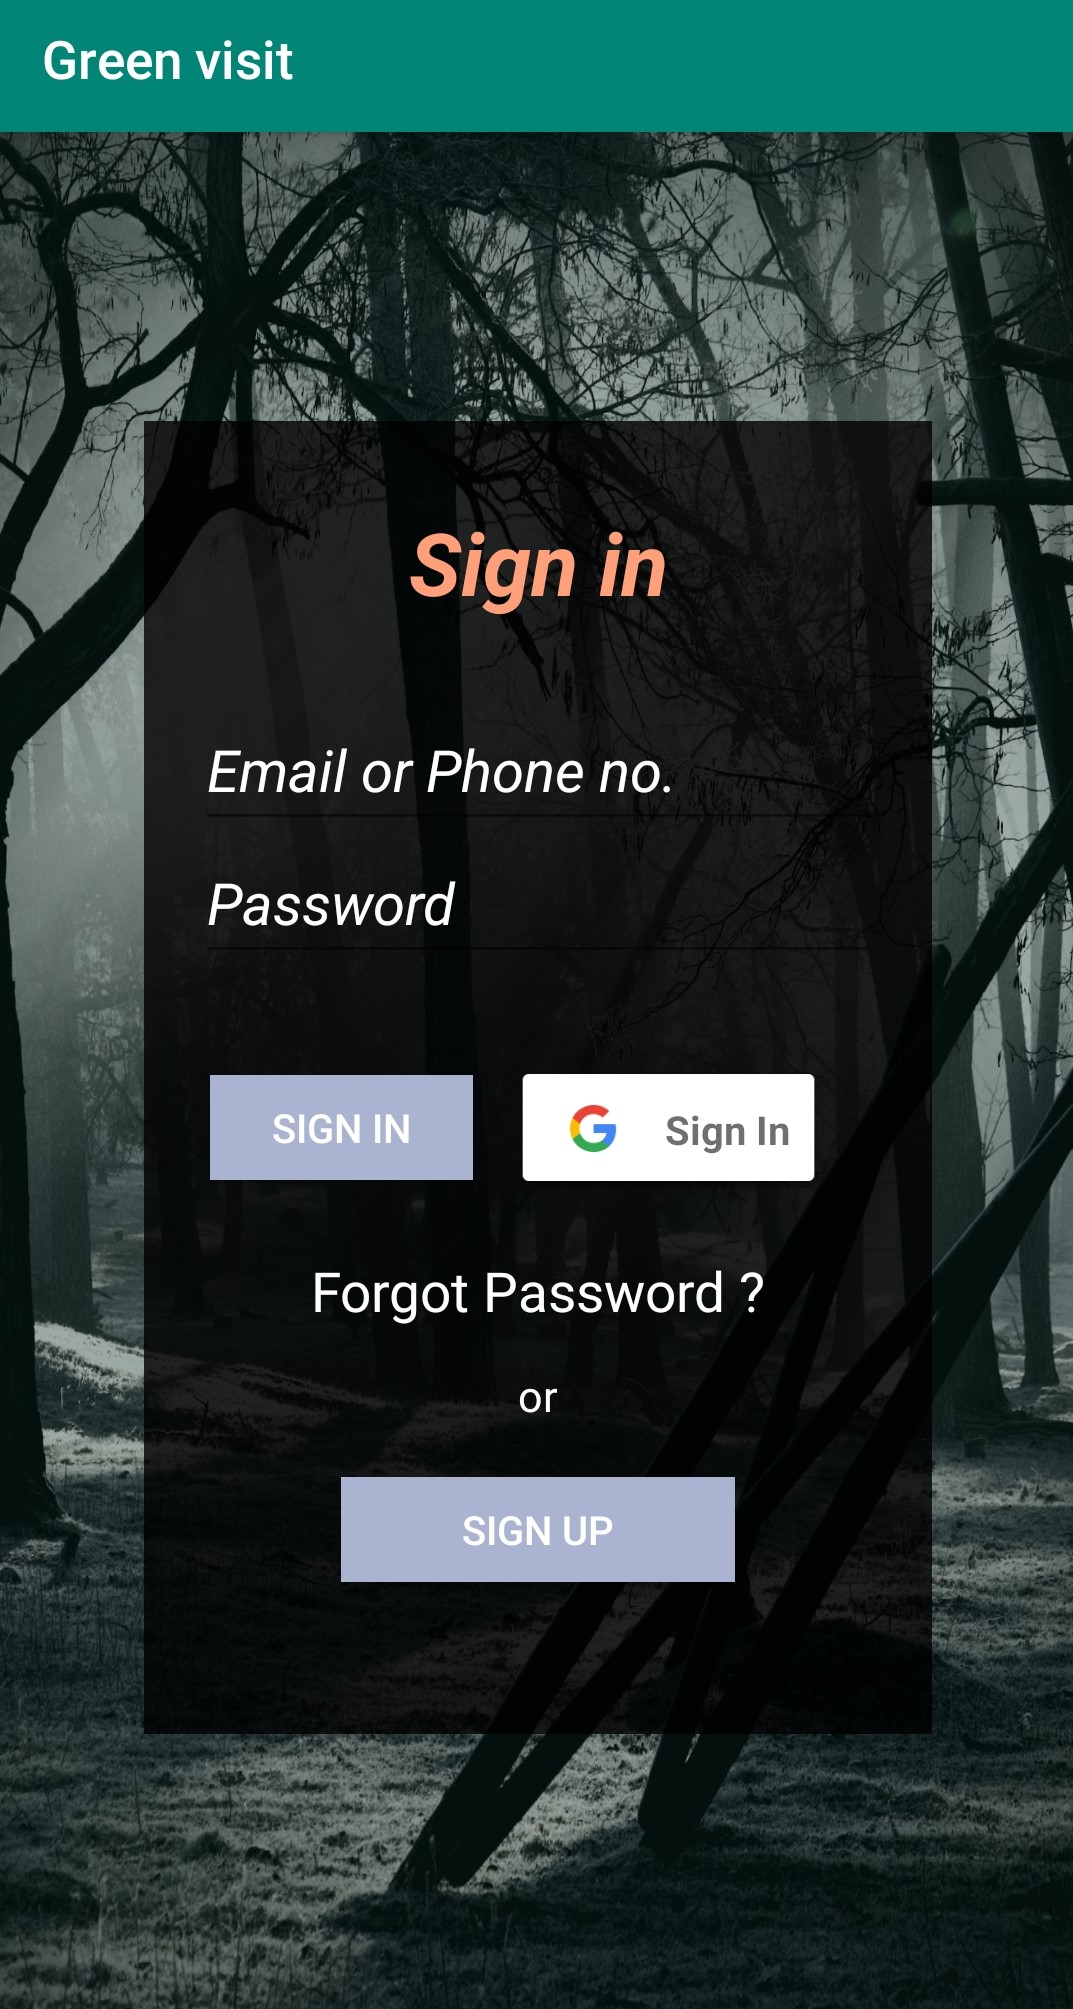 Green visit
Sign in
Email or Phone no.
Password
SIGN IN
Sign In
Forgot Password ?
or
SIGN UP